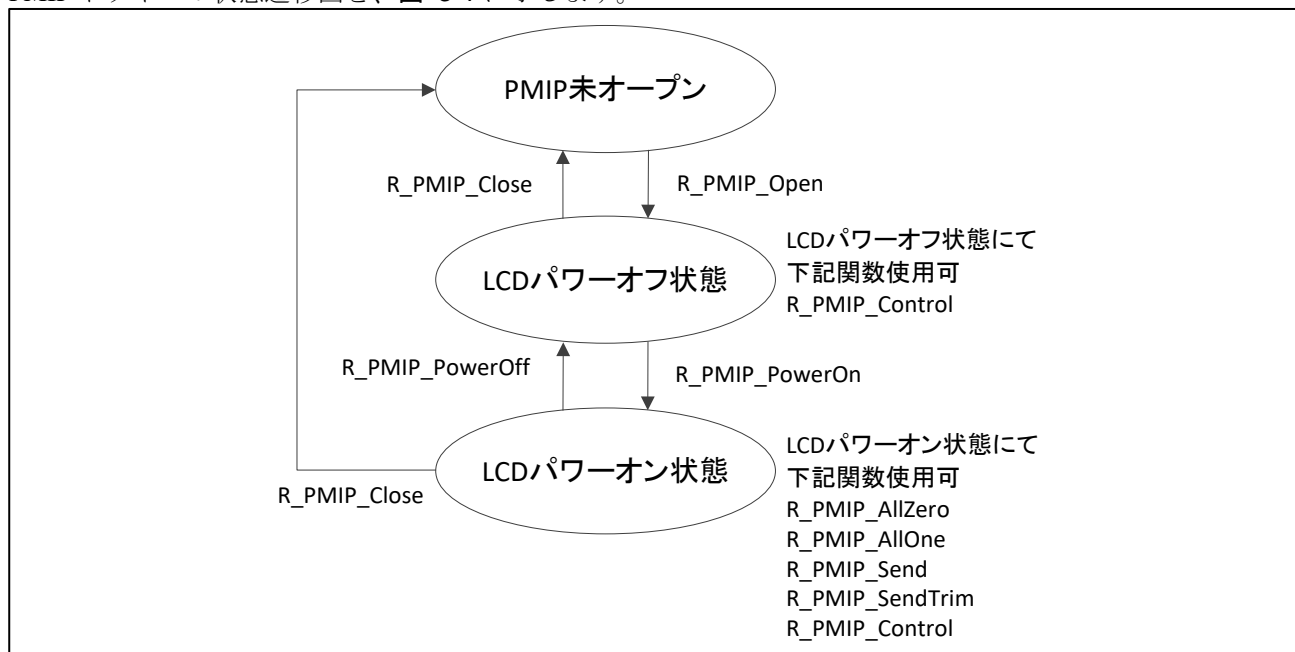 PMIP未オープン
R_PMIP_Close
R_PMIP_Open
LCDパワーオフ状態
LCDパワーオフ状態にて
下記関数使用可
R_PMIP_Control
R_PMIP_PowerOff
R_PMIP_PowerOn
LCDパワーオン状態
R_PMIP_Close
LCDパワーオン状態にて
下記関数使用可
R_PMIP_AllZero
R_PMIP_AllOne
R_PMIP_Send
R_PMIP_SendTrim
R_PMIP_Control